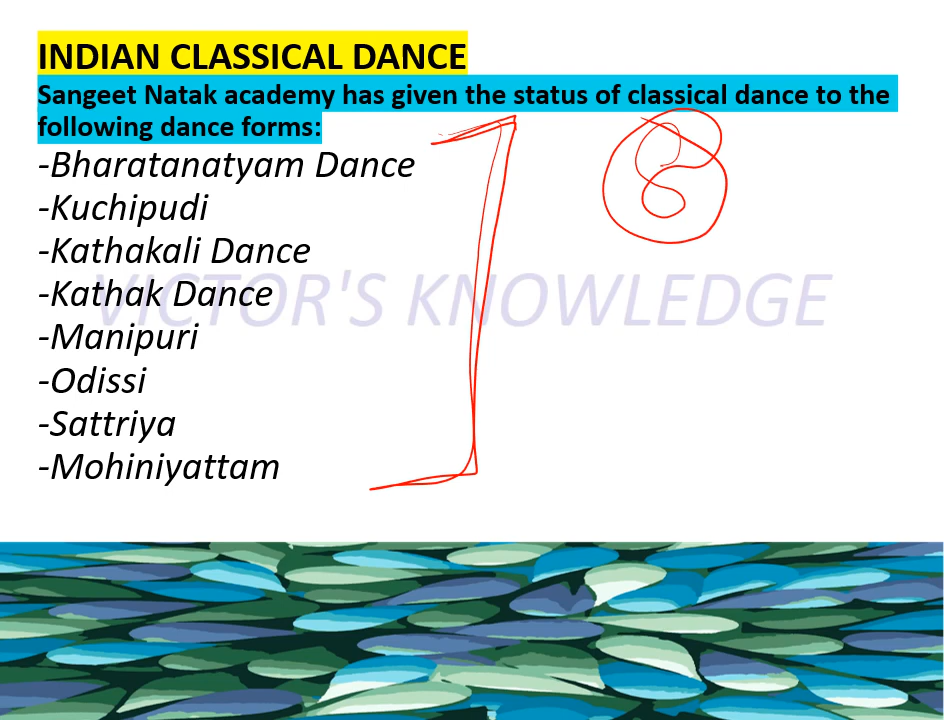 INDIAN CLASSICAL DANCE
Sangeet Natak academy has given the status of classical dance to the
following dance forms:
-Bharatanatyam Dance
8
-Kuchipudi
-Kathakali Dance
-Kathak Dance
VICTOR'S KNOWLEDGE
-Manipuri
-Odissi
-Sattriya
-Mohiniyattam